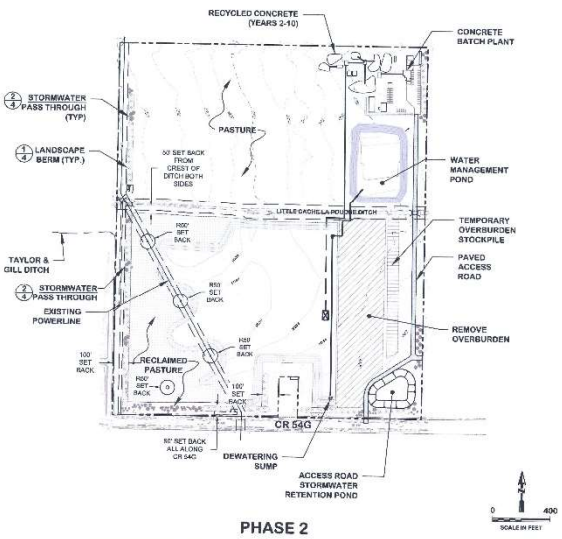 RECYCLED CONCRETE
(YEARS 2-10)
CONCRETE
BATCH PLANT
2
4
STORMWATER
PASS THROUGH
(TYP)
PASTURE
1
4
LANDSCAPE
BERM (TYP.)
50' SET BACK
FROM
CREST OF
DITCH BOTH
SIDES
WATER
MANAGEMENT
POND
LITTLE CACHE LA POUDRE DITCH
TEMPORARY
OVERBURDEN
STOCKPILE
R50'
SET
BACK
TAYLOR &
GILL DITCH
PAVED
ACCESS
ROAD
2
4
STORMWATER
PASS THROUGH
R50'
SET
BACK
EXISTING
POWERLINE
REMOVE
OVERBURDEN
R50'
SET
BACK
100'
SET
BACK
RECLAIMED
PASTURE
R50'
SET
BACK
100'
SET
BACK
CR 54G
SET BACK
ALL ALONG
CR 54G
DEWATERING
SUMP
ACCESS ROAD
STORMWATER
RETENTION POND
N
0 400
SCALE IN FEET
PHASE 2